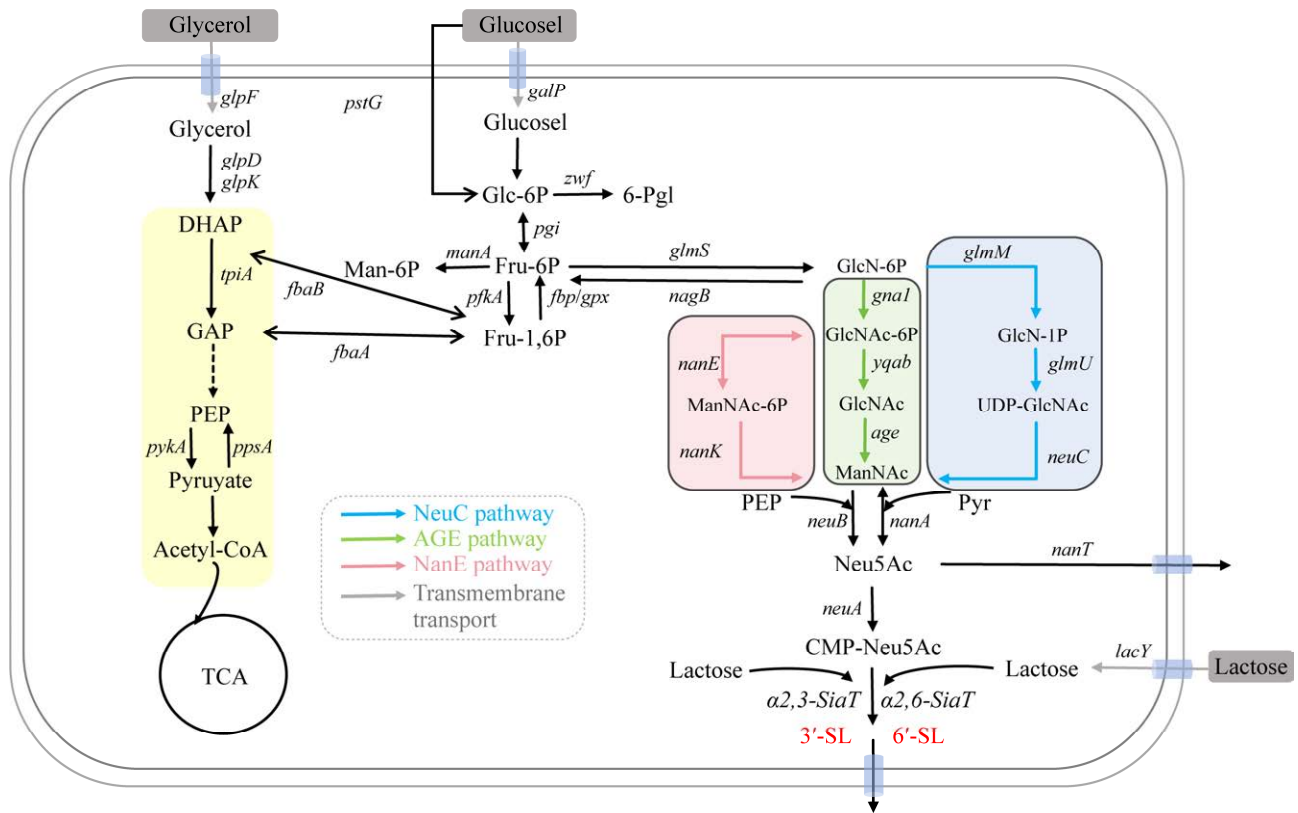 Glycerol
Glucosel
glpF
pstG
galP
Glycerol
Glucosel
glpD
glpK
Glc-6P
zwf
6-Pgl
DHAP
pgi
tpiA
fbaB
Man-6P
manA
Fru-6P
glmS
GlcN-6P
glmM
pfkA
fbp/gpx
nagB
gna1
GAP
fbaA
Fru-1,6P
GlcNAc-6P
GlcN-1P
nanE
yqab
glmU
PEP
ManNAc-6P
GlcNAc
UDP-GlcNAc
pykA
ppsA
nanK
age
neuC
Pyruyate
ManNAc
PEP
Pyr
NeuC pathway
neuB
nanA
AGE pathway
Acetyl-CoA
NanE pathway
Neu5Ac
nanT
Transmembrane
transport
neuA
CMP-Neu5Ac
TCA
Lactose
Lactose
lacY
Lactose
α2,3-SiaT
α2,6-SiaT
3′-SL
6′-SL